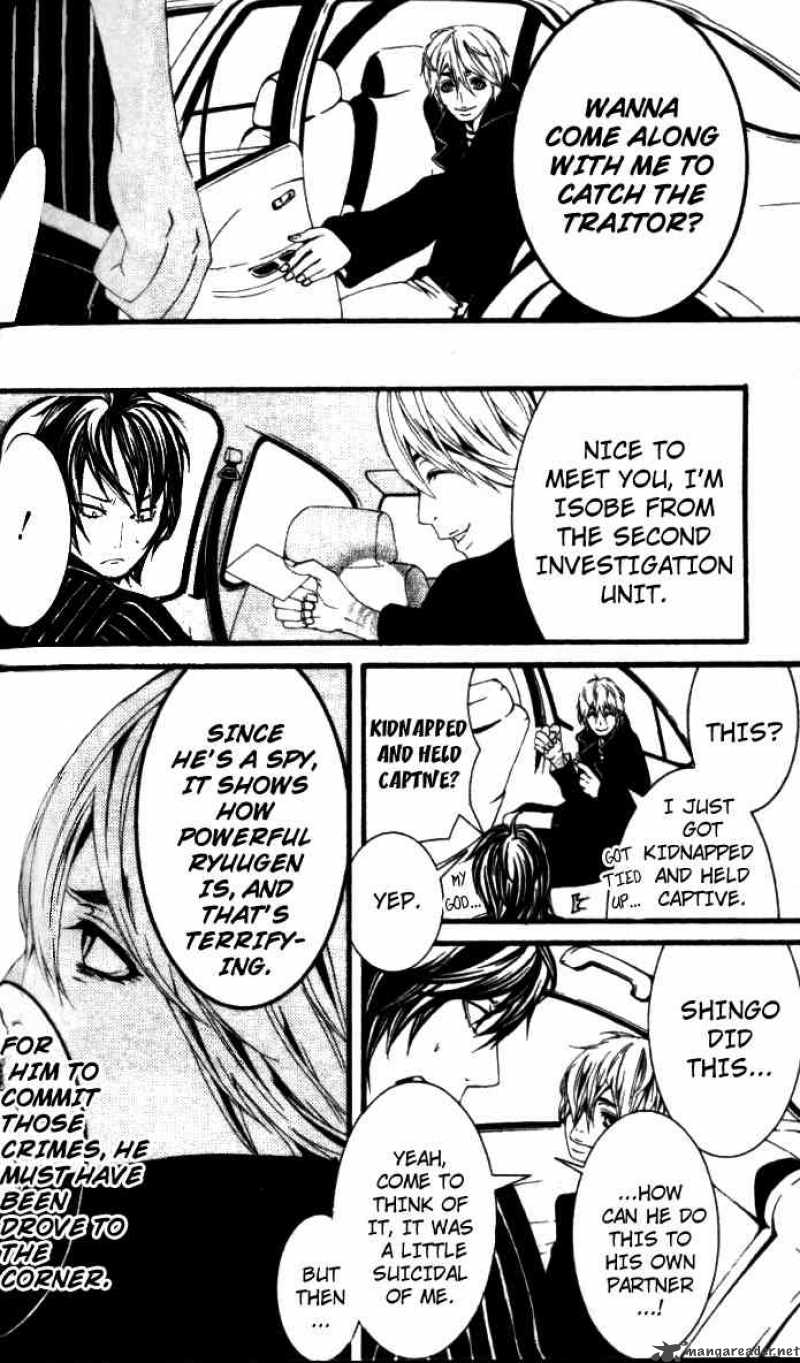 WANNA
COME ALONG
WITH ME TO
CATCH THE
TRAITOR?
NICE TO
MEET YOU, I'M
ISOBE FROM
THE SECOND
INVESTIGATION
UNIT.
!
THIS?
I JUST
GOT
KIDNAPPED
AND HELD
CAPTIVE.
GOT
TIED
UP...
KIDNAPPED
AND HELD
CAPTIVE?
MY
GOD...
YEP.
SHINGO
DID
THIS...
...HOW
CAN HE DO
THIS TO
HIS OWN
PARTNER
...!
YEAH,
COME TO
THINK OF
IT, IT WAS
A LITTLE
SUICIDAL
OF ME.
BUT
THEN
...
SINCE
HE'S A SPY,
IT SHOWS
HOW
POWERFUL
RYUUGEN
IS, AND
THAT'S
TERRIFY-
ING.
FOR
HIM TO
COMMIT
THOSE
CRIMES, HE
MUST HAVE
BEEN
DROVE TO
THE
CORNER.
mangareader.net